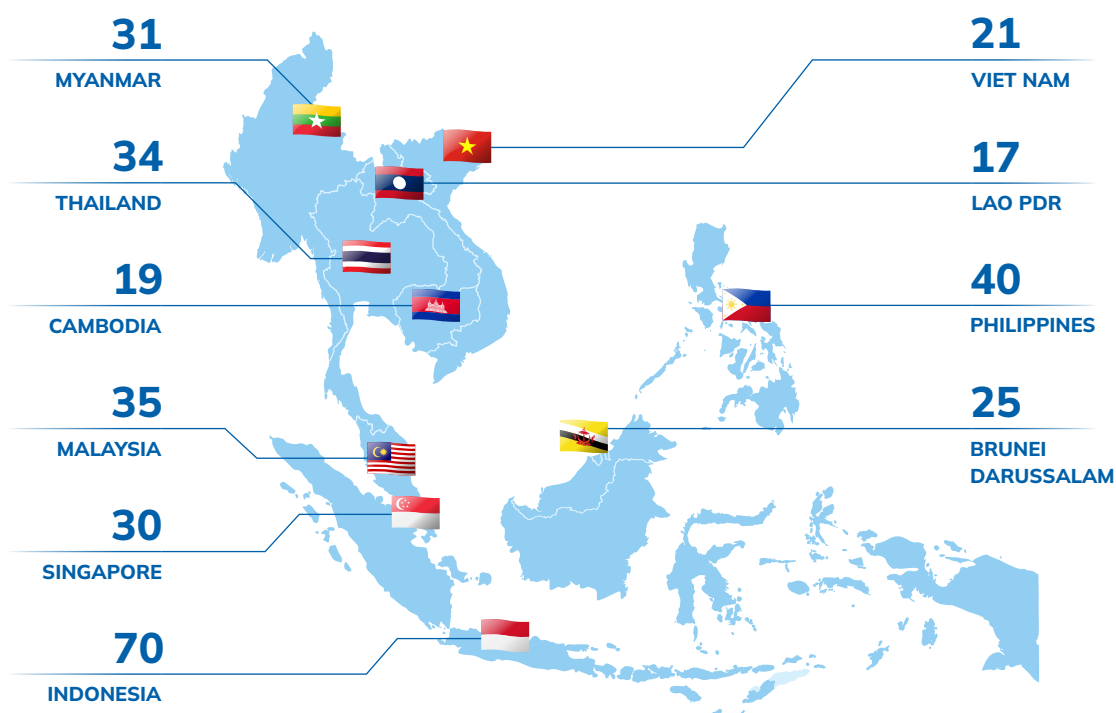 31
MYANMAR
34
THAILAND
19
CAMBODIA
35
MALAYSIA
30
SINGAPORE
70
INDONESIA
21
VIET NAM
17
LAO PDR
40
PHILIPPINES
25
BRUNEI
DARUSSALAM